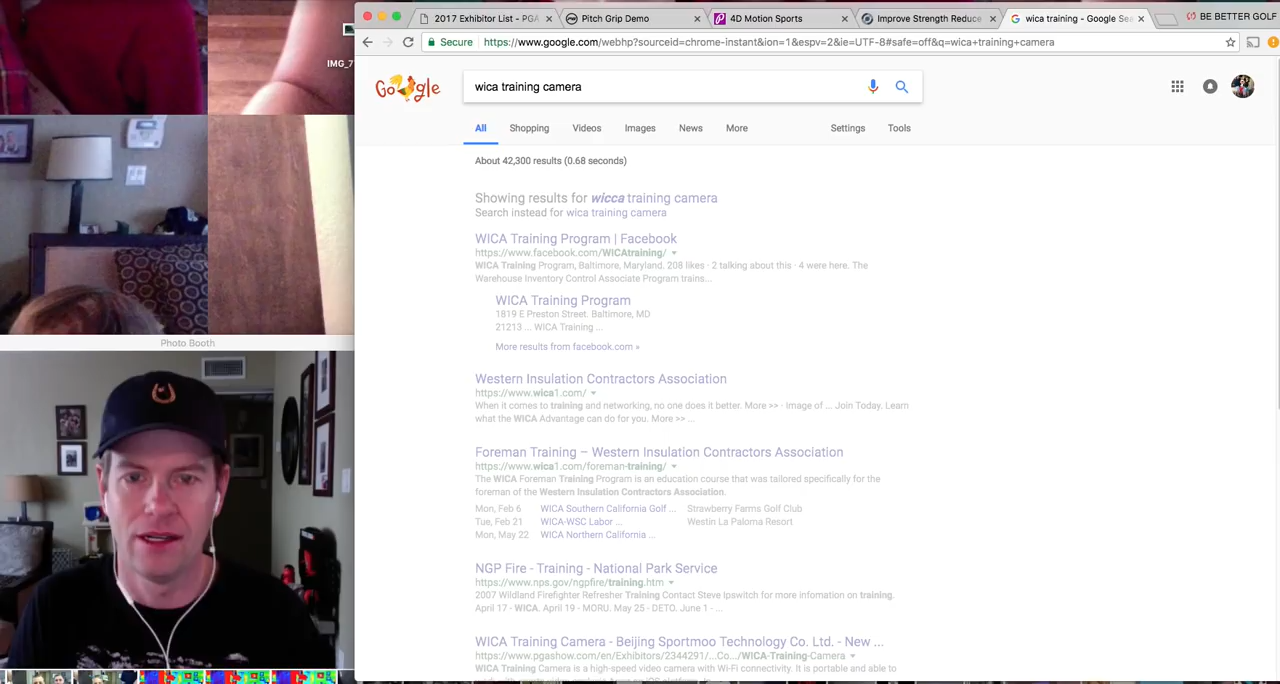 2017 Exhibitor List - PGA
Pitch Grip Demo
4D Motion Sports
Improve Strength Reduce
wica training - Google Sea
BE BETTER GOLF
Secure
https://www.google.com/webhp?sourceid=chrome-instant&ion=1&espv=2&ie=UTF-8#safe=off&q=wica+training+camera
IMG_7
Google
wica training camera
All
Shopping
Videos
Images
News
More
Settings
Tools
About 42,300 results (0.68 seconds)
Showing results for wicca training camera
Search instead for wica training camera
WICA Training Program | Facebook
https://www.facebook.com/WICAtraining/
WICA Training Program, Baltimore, Maryland. 208 likes · 2 talking about this · 4 were here. The
Warehouse Inventory Control Associate Program trains...
WICA Training Program
1819 E Preston Street. Baltimore, MD
21213 ... WICA Training ...
More results from facebook.com »
Photo Booth
Western Insulation Contractors Association
https://www.wica1.com/
When it comes to training and networking, no one does it better. More >> · Image of ... Join Today. Learn
what the WICA Advantage can do for you. More >> ...
Foreman Training – Western Insulation Contractors Association
https://www.wica1.com/foreman-training/
The WICA Foreman Training Program is an education course that was tailored specifically for the
foreman of the Western Insulation Contractors Association.
Mon, Feb 6 WICA Southern California Golf ... Strawberry Farms Golf Club
Tue, Feb 21 WICA-WSC Labor ... Westin La Paloma Resort
Mon, May 22 WICA Northern California ...
NGP Fire - Training - National Park Service
https://www.nps.gov/ngpfire/training.htm
2007 Wildland Firefighter Refresher Training Contact Steve Ipswitch for more infomation on training.
April 17 - WICA. April 19 - MORU. May 25 - DETO. June 1 - ...
WICA Training Camera - Beijing Sportmoo Technology Co. Ltd. - New ...
https://www.pgashow.com/en/Exhibitors/2344291/...Co.../WICA-Training-Camera
WICA Training Camera is a high-speed video camera with Wi-Fi connectivity. It is portable and able to